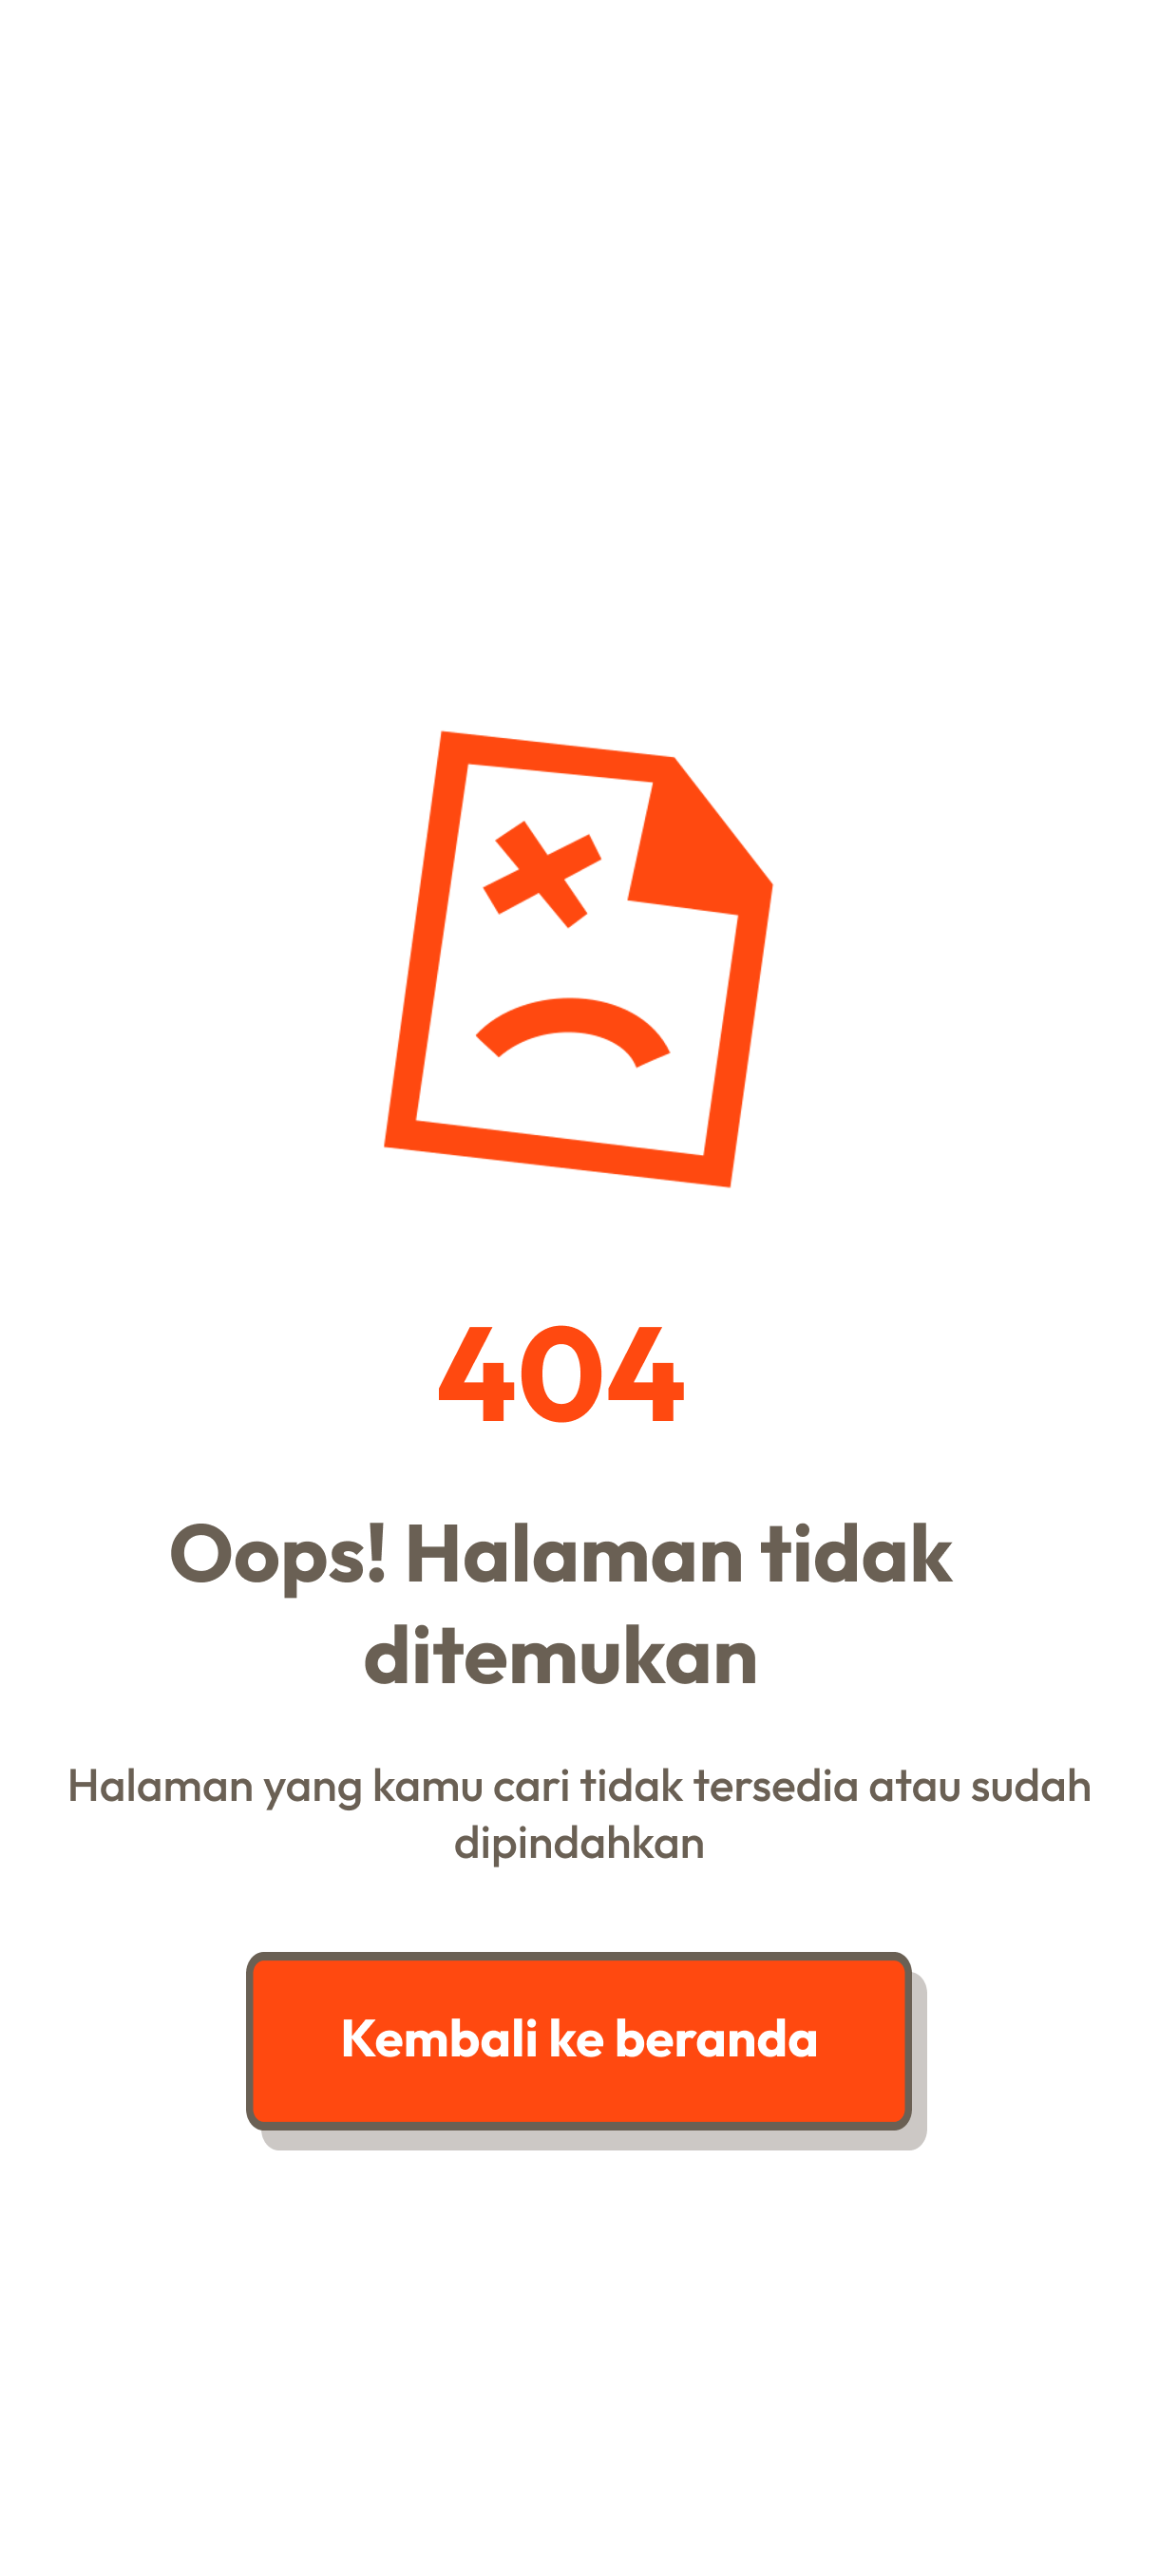 404
Oops! Halaman tidak
ditemukan
Halaman yang kamu cari tidak tersedia atau sudah
dipindahkan
Kembali ke beranda